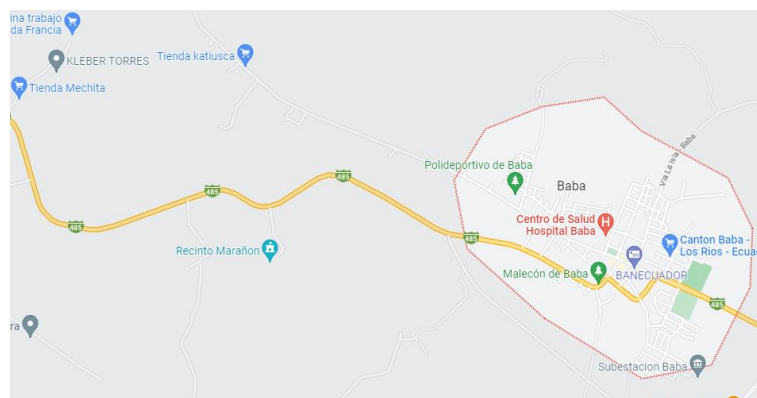 ina trabajo
da Francia
KLEBER TORRES
Tienda katiusca
Tienda Mechita
Vía La Isla - Baba
Polideportivo de Baba
Baba
485
485
485
Centro de Salud
Hospital Baba
485
Canton Baba -
Los Rios - Ecua
Recinto Marañon
BANECUADOR
Malecón de Baba
485
ra
Subestacion Baba